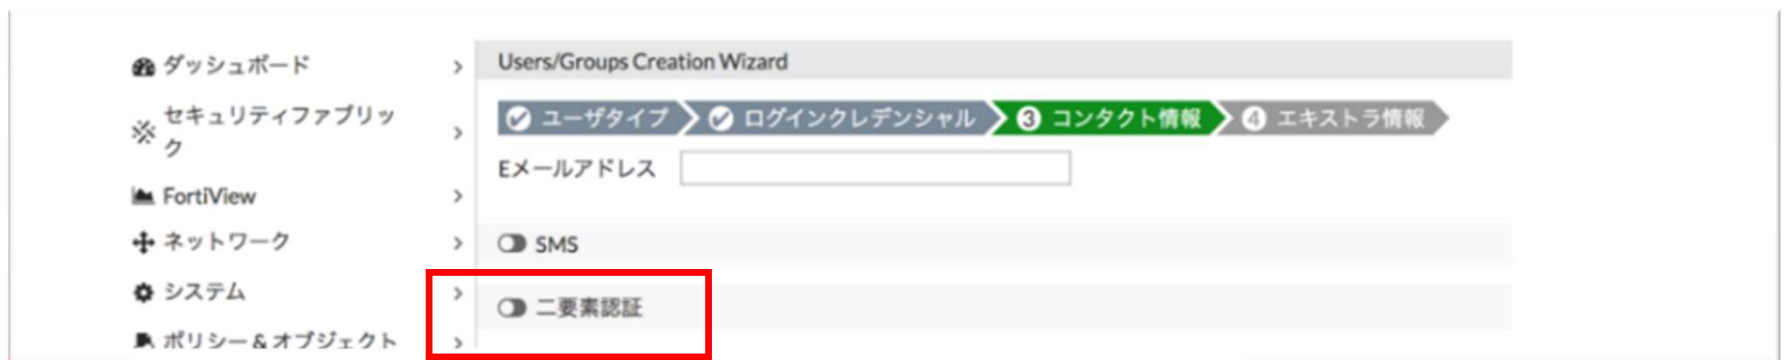 ダッシュボード
セキュリティファブリッ
ク
FortiView
ネットワーク
システム
ポリシー & オブジェクト
Users/Groups Creation Wizard
ユーザタイプ ログインクレデンシャル 3 コンタクト情報 4 エキストラ情報
Eメールアドレス
SMS
二要素認証